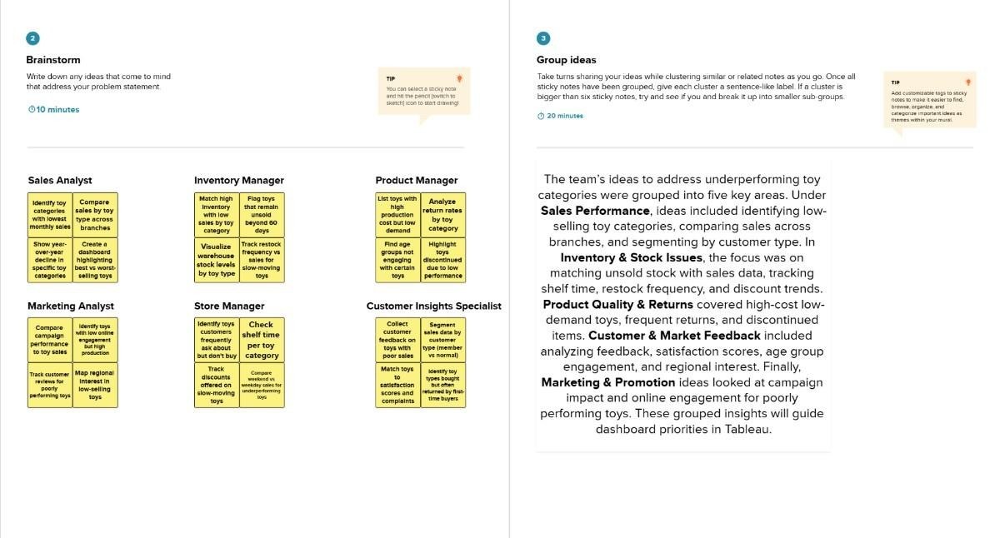 2
Brainstorm
Write down any ideas that come to mind
that address your problem statement.
10 minutes
TIP
You can select a sticky note
and hit the pencil [switch to
sketch] icon to start drawing!
Sales Analyst
Identify toy
categories
with lowest
monthly sales
Compare
sales by toy
type across
branches
Show year-
over-year
decline in
specific toy
categories
Create a
dashboard
highlighting
best vs worst-
selling toys
Inventory Manager
Match high
inventory
with low
sales by toy
category
Flag toys
that remain
unsold
beyond 60
days
Visualize
warehouse
stock levels
by toy type
Track restock
frequency vs
sales for
slow-moving
toys
Product Manager
List toys with
high
production
cost but low
demand
Analyze
return rates
by toy
category
Find age
groups not
engaging
with certain
toys
Highlight
toys
discontinued
due to low
performance
Marketing Analyst
Compare
campaign
performance
to toy sales
Identify toys
with low online
engagement
but high
production
Track customer
reviews for
poorly
performing toys
Map regional
interest in
low-selling
toys
Store Manager
Identify toys
customers
frequently
ask about
but don't buy
Check
shelf time
per toy
category
Track
discounts
offered on
slow-moving
toys
Compare
weekend vs
weekday sales for
underperforming
toys
Customer Insights Specialist
Collect
customer
feedback on
toys with
poor sales
Segment
sales data by
customer
type (member
vs normal)
Match toys
to
satisfaction
scores and
complaints
Identify toy
types bought
but often
returned by first-
time buyers
3
Group ideas
Take turns sharing your ideas while clustering similar or related notes as you go. Once all
sticky notes have been grouped, give each cluster a sentence-like label. If a cluster is
bigger than six sticky notes, try and see if you and break it up into smaller sub-groups.
20 minutes
TIP
Add customizable tags to sticky
notes to make it easier to find,
browse, organize, and
categorize important ideas as
themes within your mural.
The team's ideas to address underperforming toy
categories were grouped into five key areas. Under
Sales Performance, ideas included identifying low-
selling toy categories, comparing sales across
branches, and segmenting by customer type. In
Inventory & Stock Issues, the focus was on
matching unsold stock with sales data, tracking
shelf time, restock frequency, and discount trends.
Product Quality & Returns covered high-cost low-
demand toys, frequent returns, and discontinued
items. Customer & Market Feedback included
analyzing feedback, satisfaction scores, age group
engagement, and regional interest. Finally,
Marketing & Promotion ideas looked at campaign
impact and online engagement for poorly
performing toys. These grouped insights will guide
dashboard priorities in Tableau.